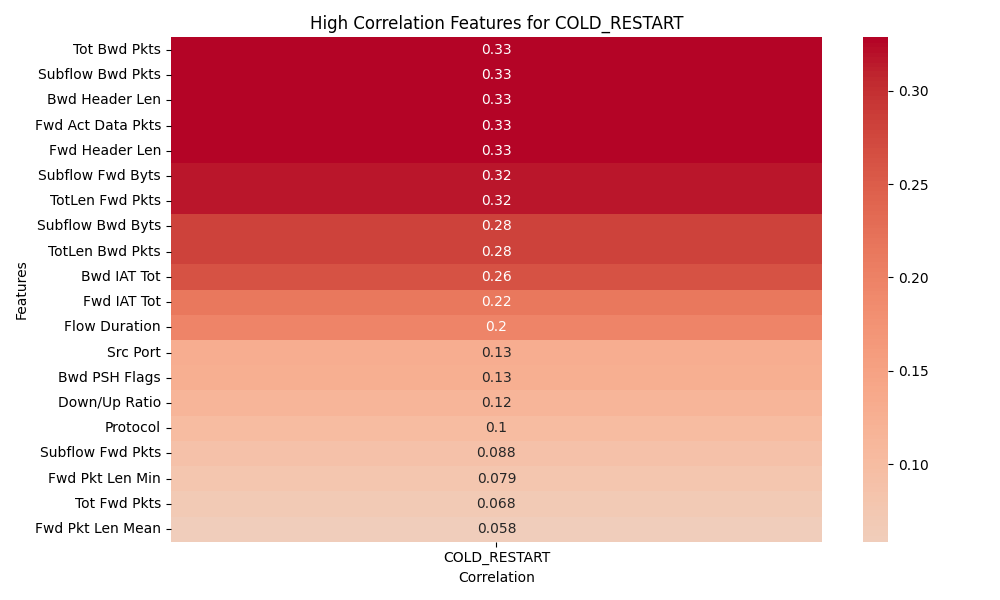 High Correlation Features for COLD_RESTART
Tot Bwd Pkts 0.33
Subflow Bwd Pkts 0.33
Bwd Header Len 0.33
Fwd Act Data Pkts 0.33
Fwd Header Len 0.33
Subflow Fwd Byts 0.32
TotLen Fwd Pkts 0.32
Subflow Bwd Byts 0.28
TotLen Bwd Pkts 0.28
Bwd IAT Tot 0.26
Fwd IAT Tot 0.22
Flow Duration 0.2
Src Port 0.13
Bwd PSH Flags 0.13
Down/Up Ratio 0.12
Protocol 0.1
Subflow Fwd Pkts 0.088
Fwd Pkt Len Min 0.079
Tot Fwd Pkts 0.068
Fwd Pkt Len Mean 0.058
Features
COLD_RESTART
Correlation
0.30
0.25
0.20
0.15
0.10